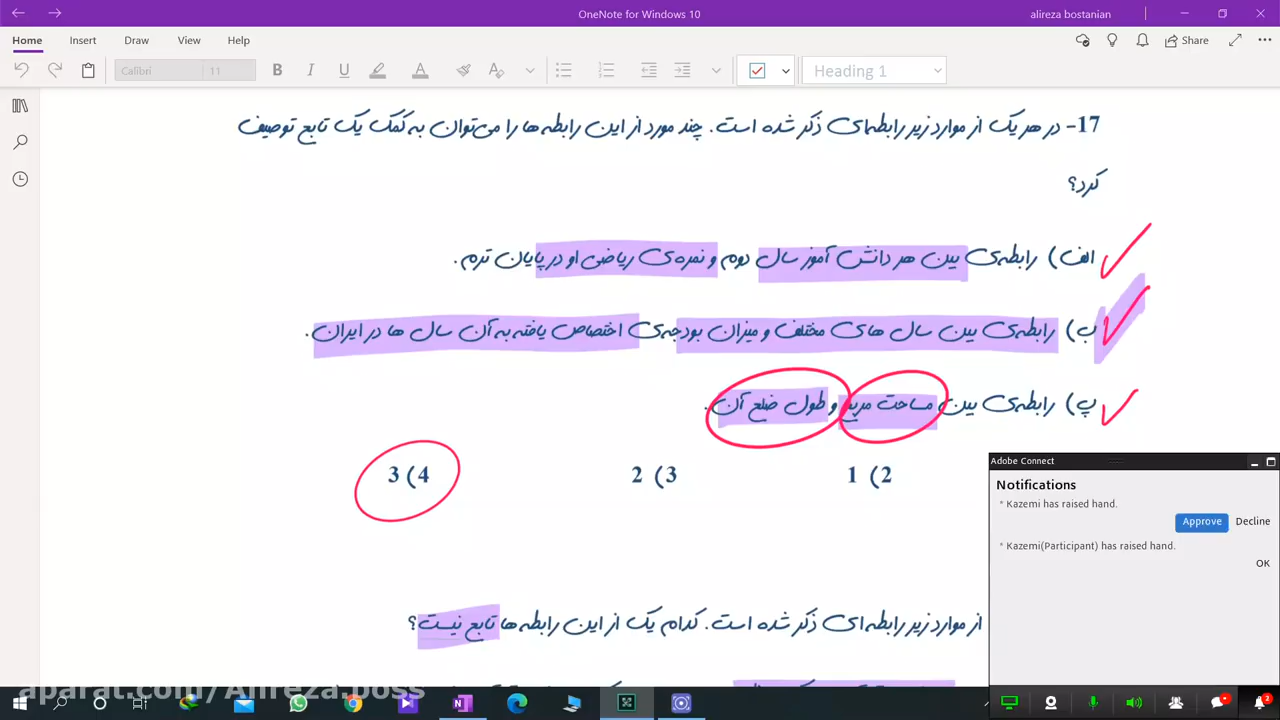 OneNote for Windows 10
alireza bostanian
Home Insert Draw View Help
Share
Calibri 11 B I U A Heading 1
17- در هر یک از موارد زیر رابطه‌ای ذکر شده است. چند مورد از این رابطه‌ها را می‌توان به کمک یک تابع توصیف
کرد؟
الف) رابطه‌ی بین هر دانش آموز سال دوم و نمره‌ی ریاضی او در پایان ترم.
ب) رابطه‌ی بین سال های مختلف و میزان بودجه‌ی اختصاص یافته به آن سال ها در ایران.
پ) رابطه‌ی بین مساحت مربع و طول ضلع آن.
2) 1
3) 2
4) 3
از موارد زیر رابطه‌ای ذکر شده است. کدام یک از این رابطه‌ها تابع نیست؟
Adobe Connect
Notifications
* Kazemi has raised hand.
Approve Decline
* Kazemi(Participant) has raised hand.
OK
aparat.com/Alireza.boss
2